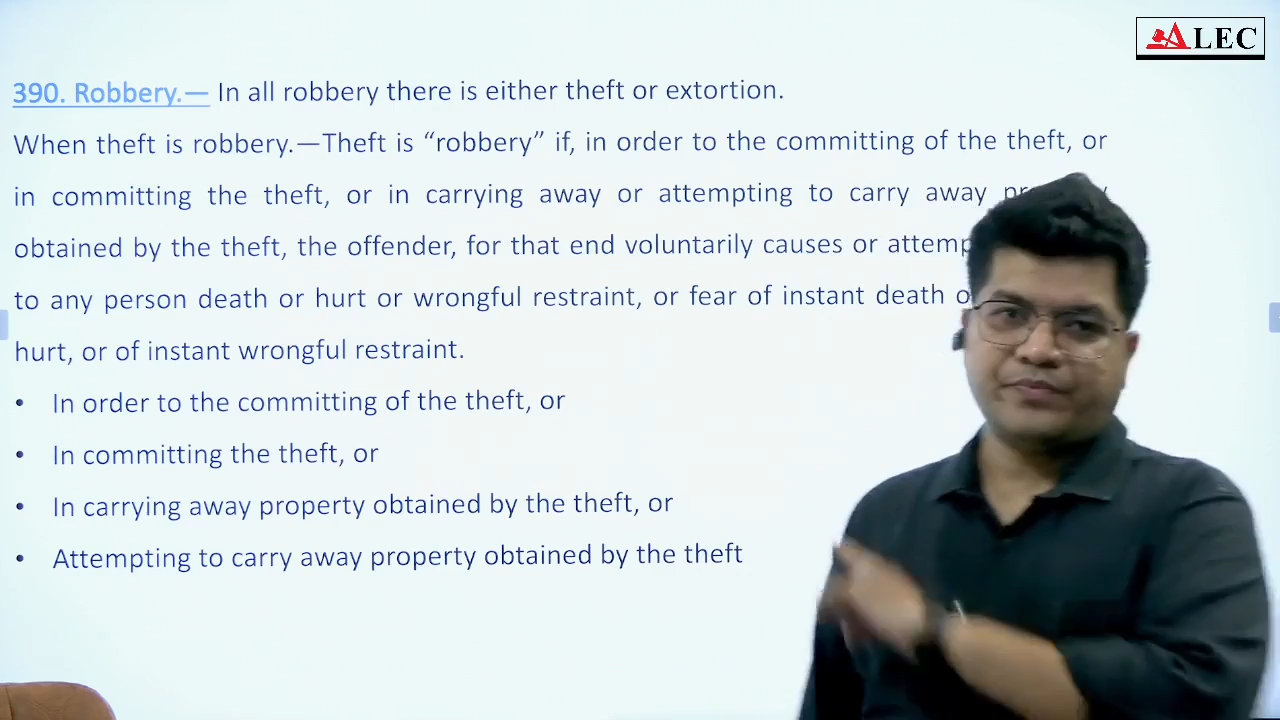 ALEC
390. Robbery.— In all robbery there is either theft or extortion.
When theft is robbery.—Theft is “robbery” if, in order to the committing of the theft, or
in committing the theft, or in carrying away or attempting to carry away
obtained by the theft, the offender, for that end voluntarily causes or
to any person death or hurt or wrongful restraint, or fear of instant death
hurt, or of instant wrongful restraint.
• In order to the committing of the theft, or
• In committing the theft, or
• In carrying away property obtained by the theft, or
• Attempting to carry away property obtained by the theft